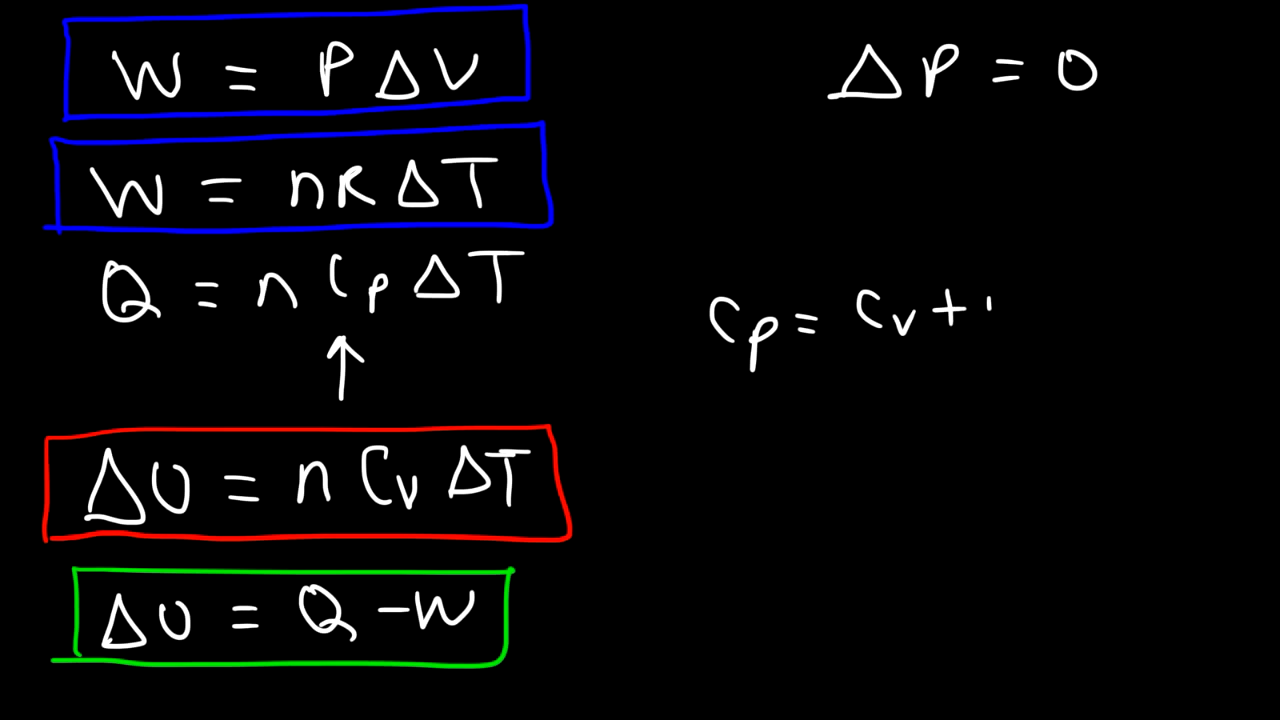 W = PΔV
W = nRΔT
Q = nCpΔT
ΔU = nCvΔT
ΔU = Q - W
ΔP = 0
Cp = Cv +